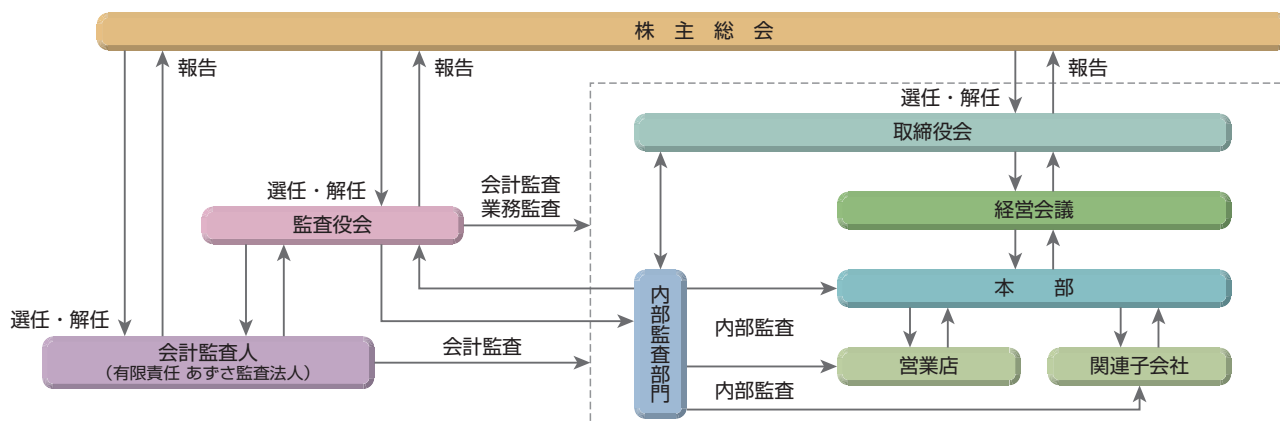 株主総会
報告
報告
報告
選任・解任
取締役会
選任・解任
会計監査
業務監査
監査役会
経営会議
内部監査部門
本部
選任・解任
内部監査
会計監査人
(有限責任 あずさ監査法人)
会計監査
営業店
関連子会社
内部監査